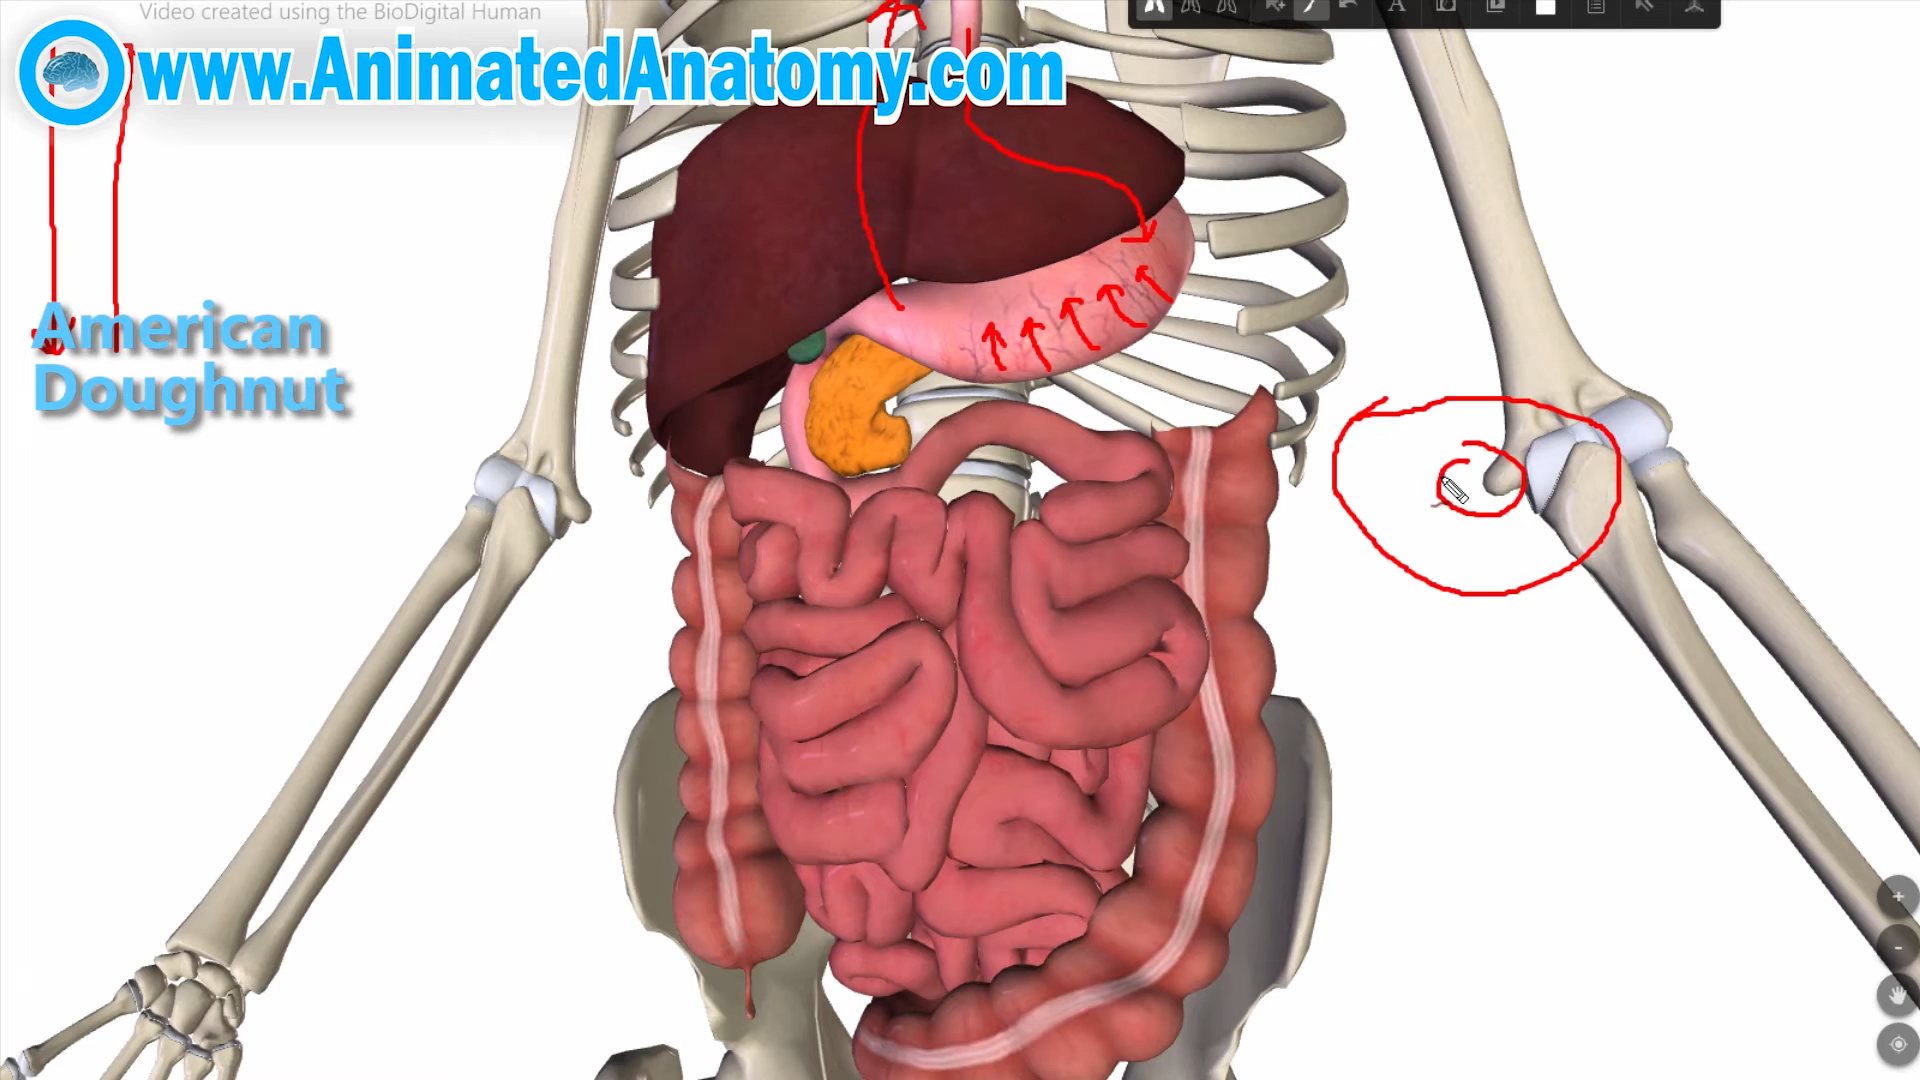 Video created using the BioDigital Human
www.AnimatedAnatomy.com
American
Doughnut
A